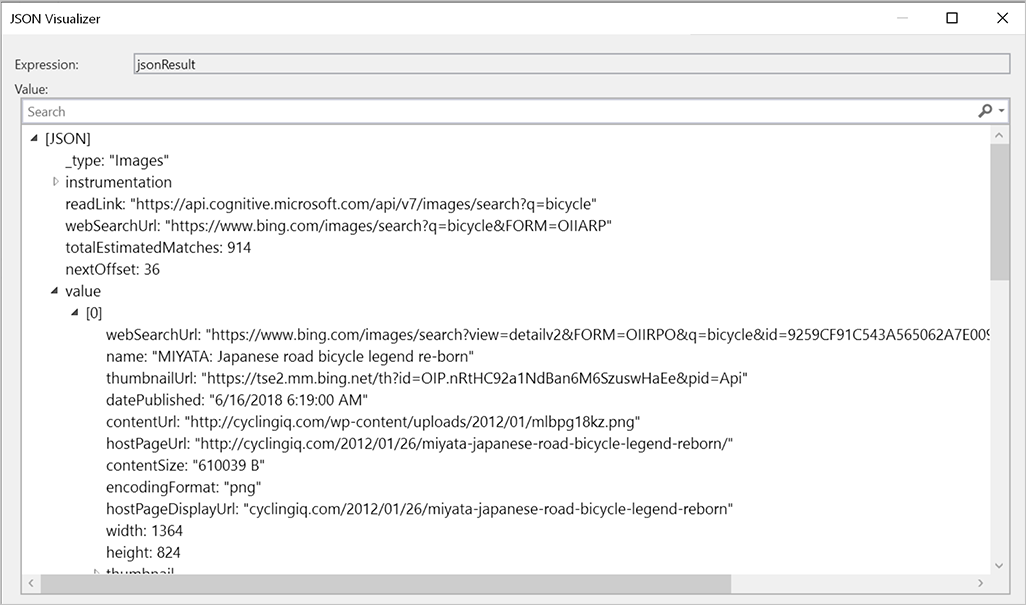 JSON Visualizer
Expression: jsonResult
Value:
Search
[JSON]
_type: "Images"
instrumentation
readLink: "https://api.cognitive.microsoft.com/api/v7/images/search?q=bicycle"
webSearchUrl: "https://www.bing.com/images/search?q=bicycle&FORM=OIIARP"
totalEstimatedMatches: 914
nextOffset: 36
value
[0]
webSearchUrl: "https://www.bing.com/images/search?view=detailv2&FORM=OIIRPO&q=bicycle&id=9259CF91C543A565062A7E009
name: "MIYATA: Japanese road bicycle legend re-born"
thumbnailUrl: "https://tse2.mm.bing.net/th?id=OIP.nRtHC92a1NdBan6M6SzuswHaEe&pid=Api"
datePublished: "6/16/2018 6:19:00 AM"
contentUrl: "http://cyclingiq.com/wp-content/uploads/2012/01/mlbpg18kz.png"
hostPageUrl: "http://cyclingiq.com/2012/01/26/miyata-japanese-road-bicycle-legend-reborn/"
contentSize: "610039 B"
encodingFormat: "png"
hostPageDisplayUrl: "cyclingiq.com/2012/01/26/miyata-japanese-road-bicycle-legend-reborn"
width: 1364
height: 824
thumbnail